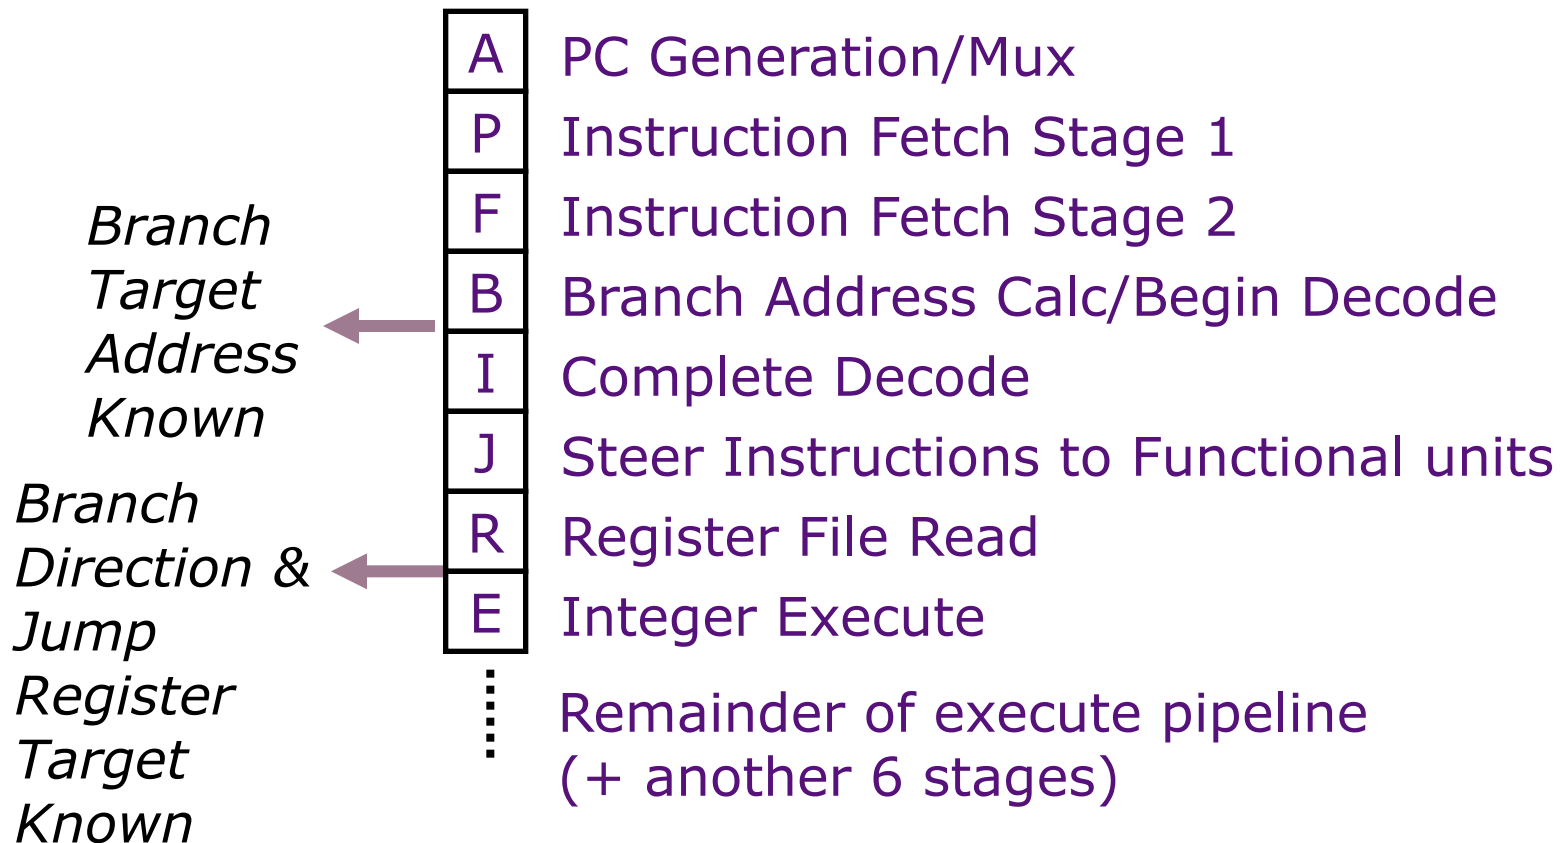 A PC Generation/Mux
P Instruction Fetch Stage 1
F Instruction Fetch Stage 2
B Branch Address Calc/Begin Decode
I Complete Decode
J Steer Instructions to Functional units
R Register File Read
E Integer Execute
Remainder of execute pipeline
(+ another 6 stages)
Branch
Target
Address
Known
Branch
Direction &
Jump
Register
Target
Known